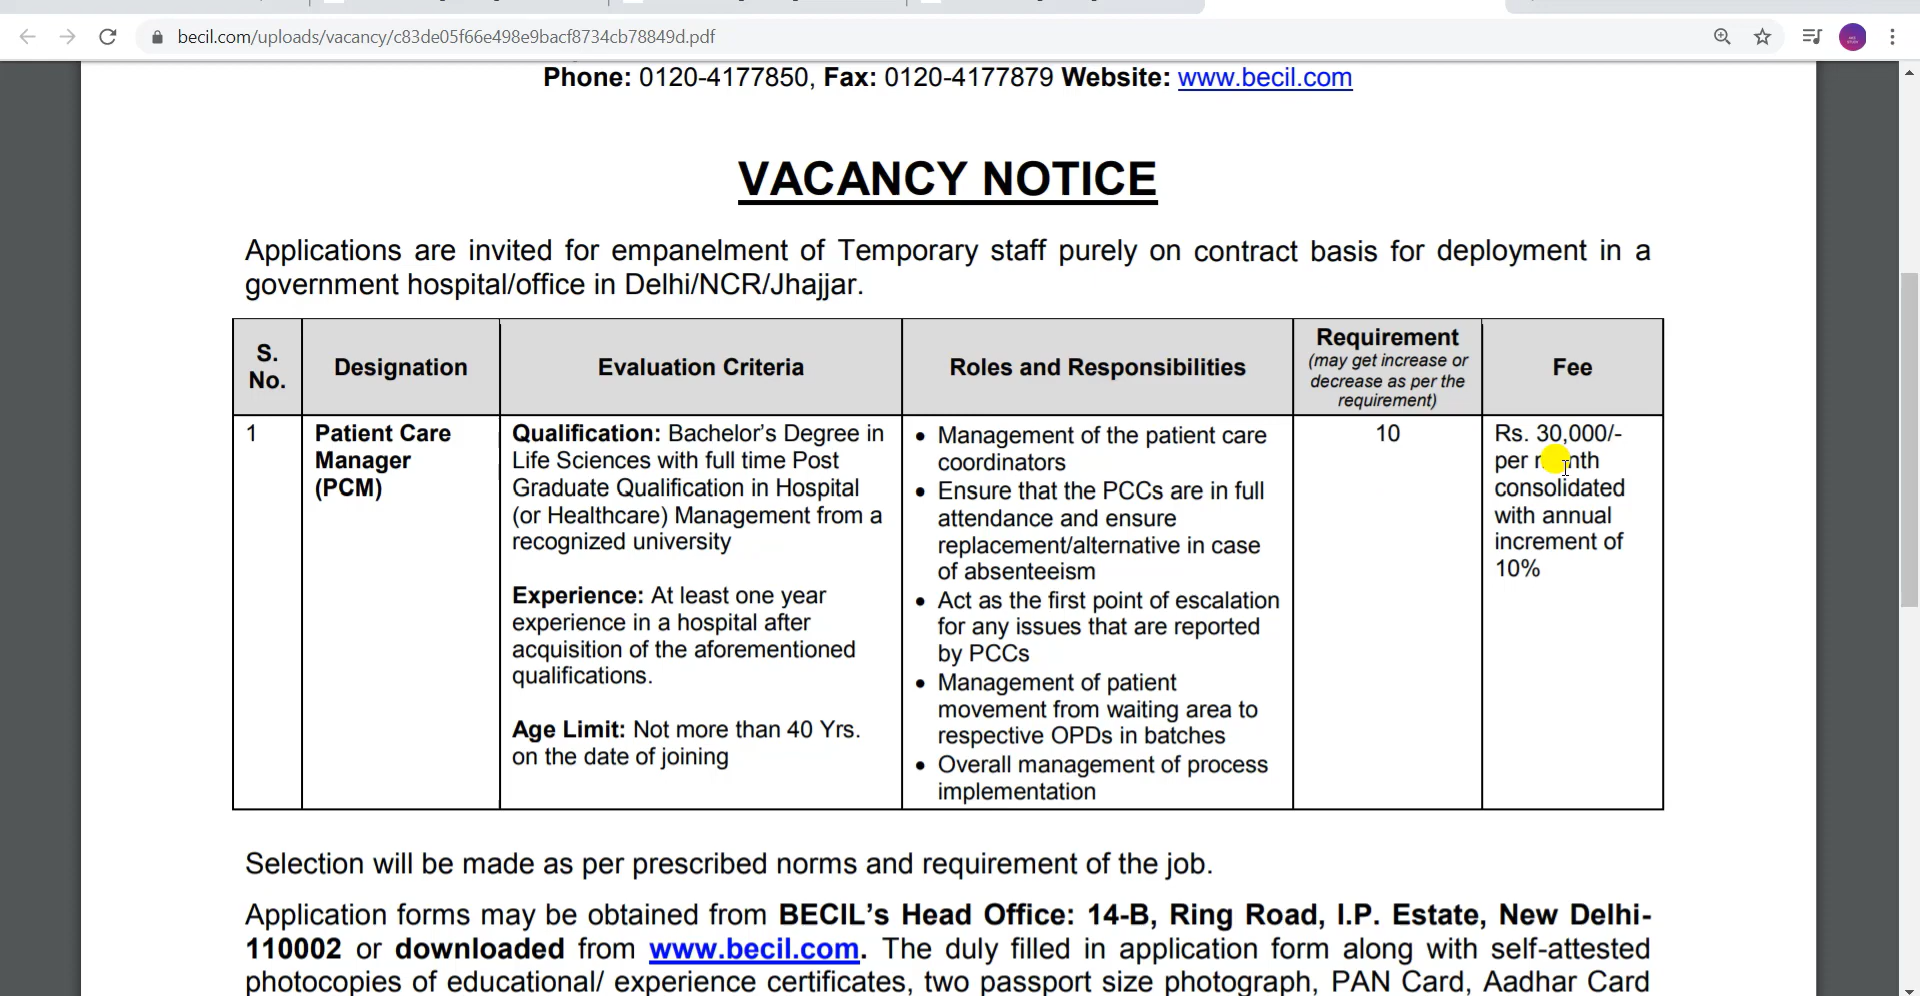 becil.com/uploads/vacancy/c83de05f66e498e9bacf8734cb78849d.pdf
Phone: 0120-4177850, Fax: 0120-4177879 Website: www.becil.com
VACANCY NOTICE
Applications are invited for empanelment of Temporary staff purely on contract basis for deployment in a
government hospital/office in Delhi/NCR/Jhajjar.
S.
No.
Designation
Evaluation Criteria
Roles and Responsibilities
Requirement
(may get increase or
decrease as per the
requirement)
Fee
1
Patient Care
Manager
(PCM)
Qualification: Bachelor's Degree in
Life Sciences with full time Post
Graduate Qualification in Hospital
(or Healthcare) Management from a
recognized university
Experience: At least one year
experience in a hospital after
acquisition of the aforementioned
qualifications.
Age Limit: Not more than 40 Yrs.
on the date of joining
• Management of the patient care
coordinators
• Ensure that the PCCs are in full
attendance and ensure
replacement/alternative in case
of absenteeism
• Act as the first point of escalation
for any issues that are reported
by PCCs
• Management of patient
movement from waiting area to
respective OPDs in batches
• Overall management of process
implementation
10
Rs. 30,000/-
per month
consolidated
with annual
increment of
10%
Selection will be made as per prescribed norms and requirement of the job.
Application forms may be obtained from BECIL's Head Office: 14-B, Ring Road, I.P. Estate, New Delhi-
110002 or downloaded from www.becil.com. The duly filled in application form along with self-attested
photocopies of educational/ experience certificates, two passport size photograph, PAN Card, Aadhar Card